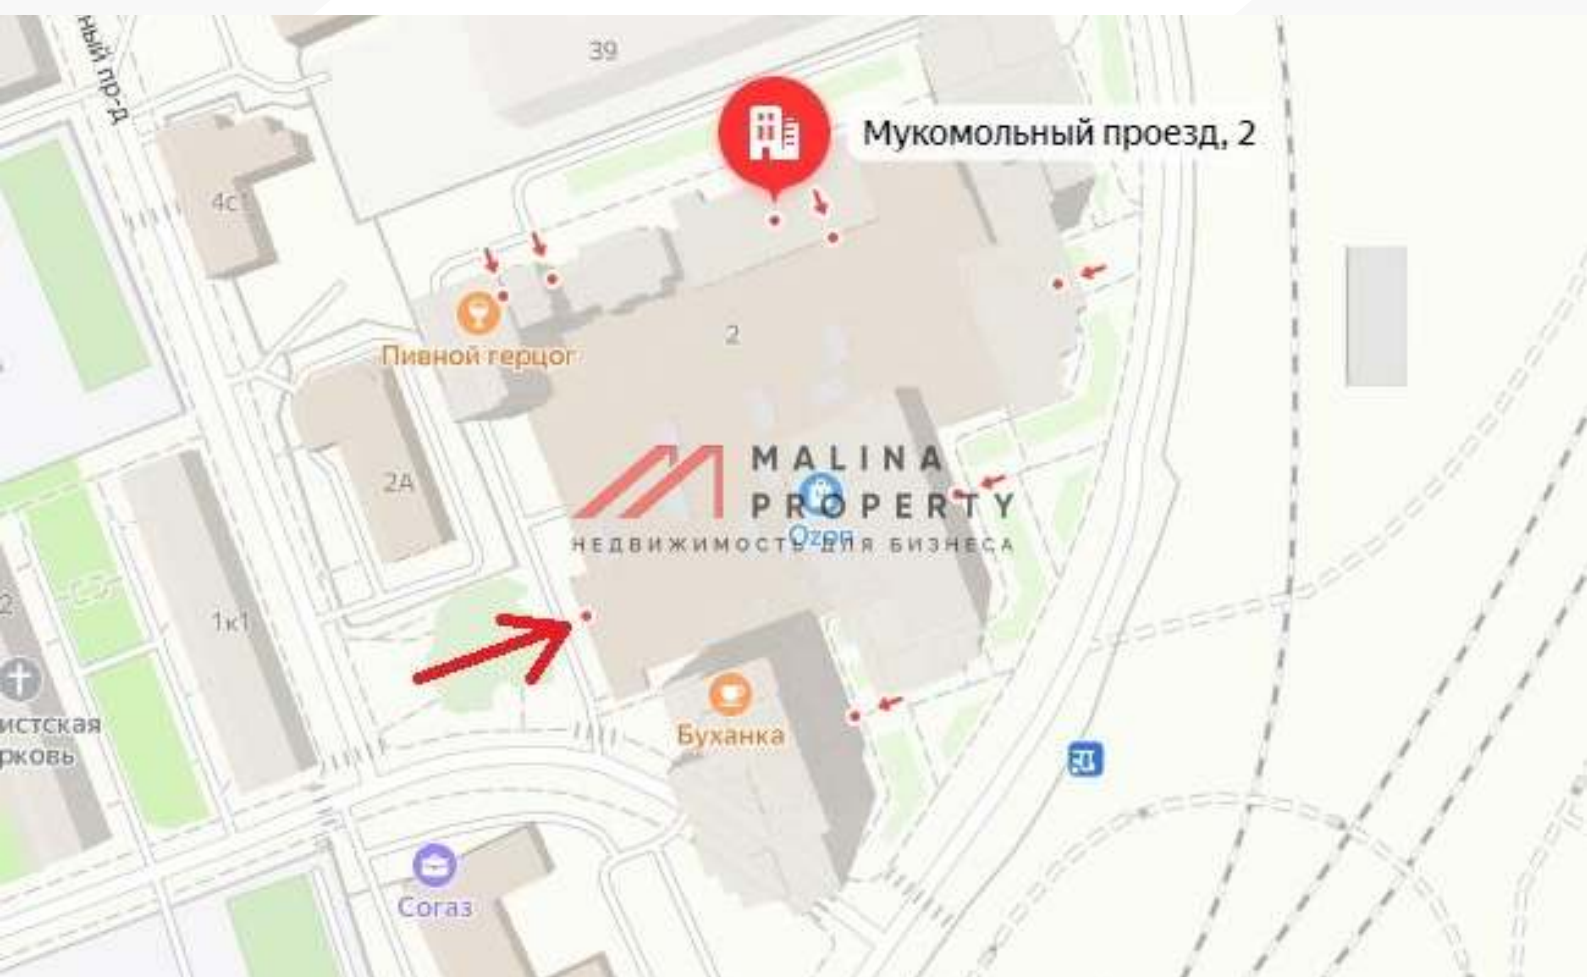 ный пр-д
39
Мукомольный проезд, 2
4с1
2
Пивной герцог
2А
MALINA
PROPERTY
Ozon
НЕДВИЖИМОСТЬ ДЛЯ БИЗНЕСА
1к1
2
истская
рковь
Буханка
Согаз